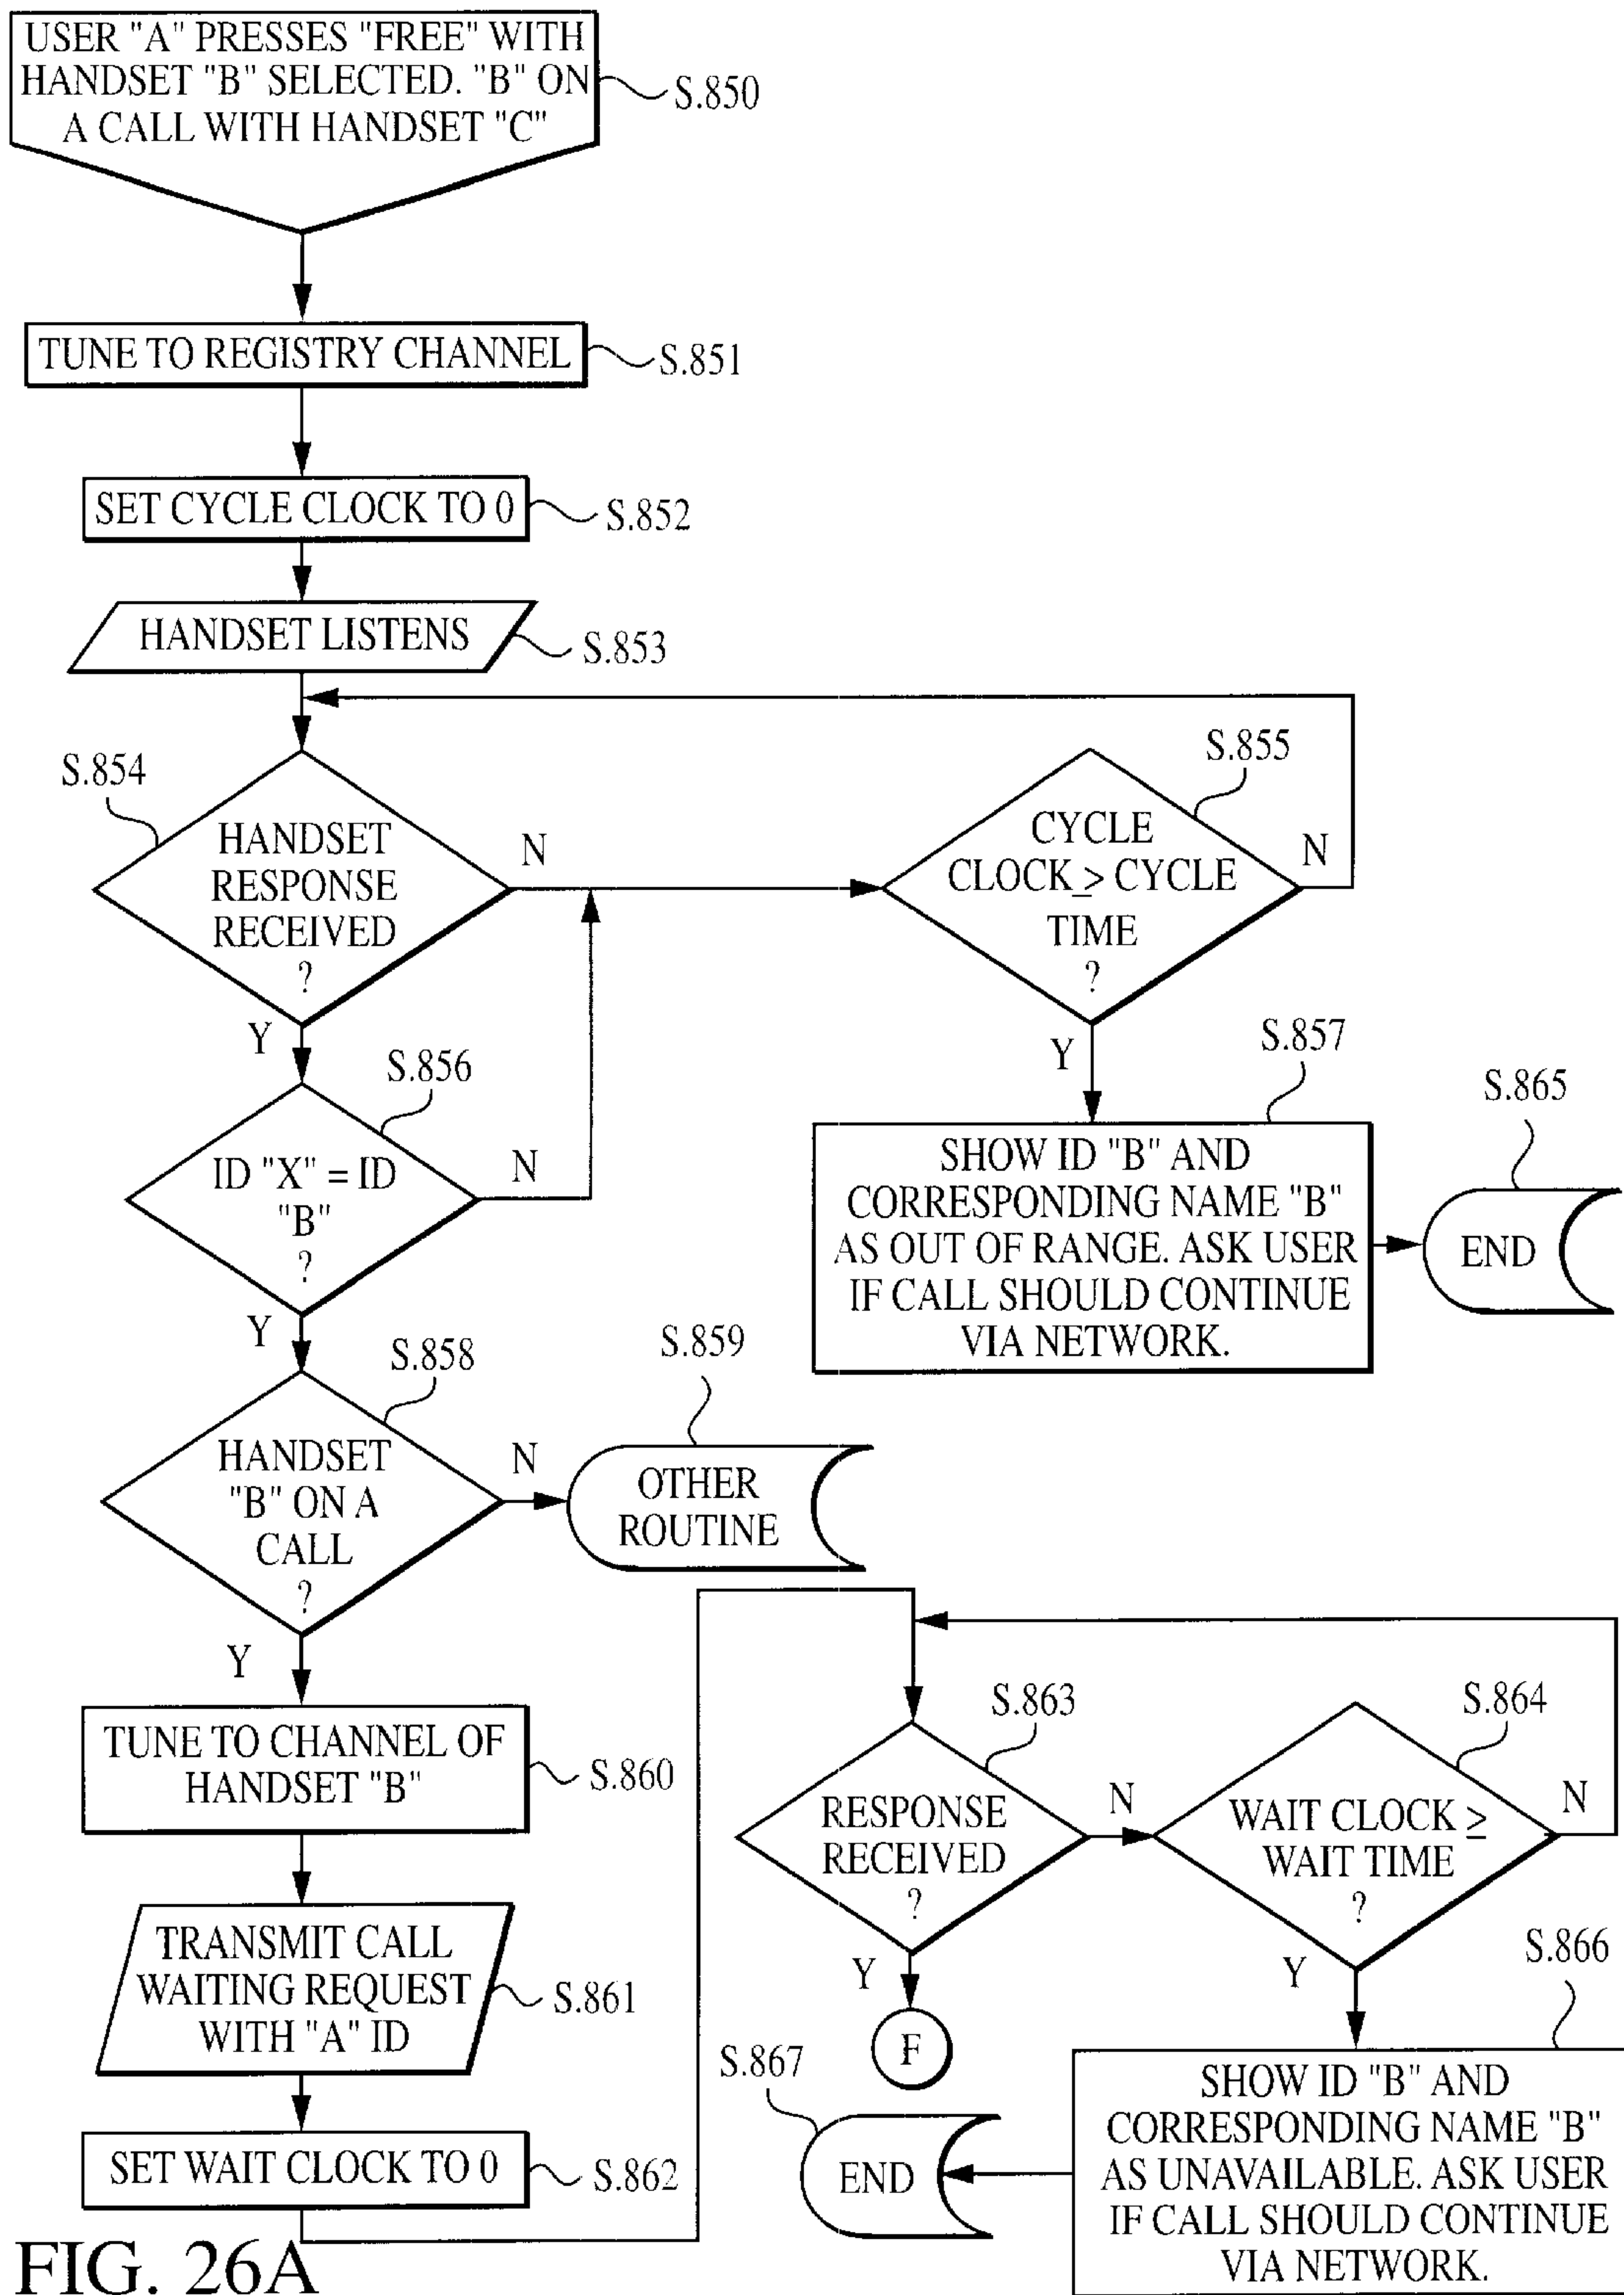 USER "A" PRESSES "FREE" WITH
HANDSET "B" SELECTED. "B" ON
A CALL WITH HANDSET "C"
S.850
TUNE TO REGISTRY CHANNEL
S.851
SET CYCLE CLOCK TO 0
S.852
HANDSET LISTENS
S.853
S.854
HANDSET
RESPONSE
RECEIVED
?
N
Y
S.855
CYCLE
CLOCK ≥ CYCLE
TIME
?
N
Y
S.856
ID "X" = ID
"B"
?
N
Y
S.857
SHOW ID "B" AND
CORRESPONDING NAME "B"
AS OUT OF RANGE. ASK USER
IF CALL SHOULD CONTINUE
VIA NETWORK.
S.865
END
S.858
HANDSET
"B" ON A
CALL
?
N
Y
S.859
OTHER
ROUTINE
TUNE TO CHANNEL OF
HANDSET "B"
S.860
TRANSMIT CALL
WAITING REQUEST
WITH "A" ID
S.861
SET WAIT CLOCK TO 0
S.862
S.863
RESPONSE
RECEIVED
?
N
Y
F
S.864
WAIT CLOCK ≥
WAIT TIME
?
N
Y
S.866
SHOW ID "B" AND
CORRESPONDING NAME "B"
AS UNAVAILABLE. ASK USER
IF CALL SHOULD CONTINUE
VIA NETWORK.
S.867
END
FIG. 26A